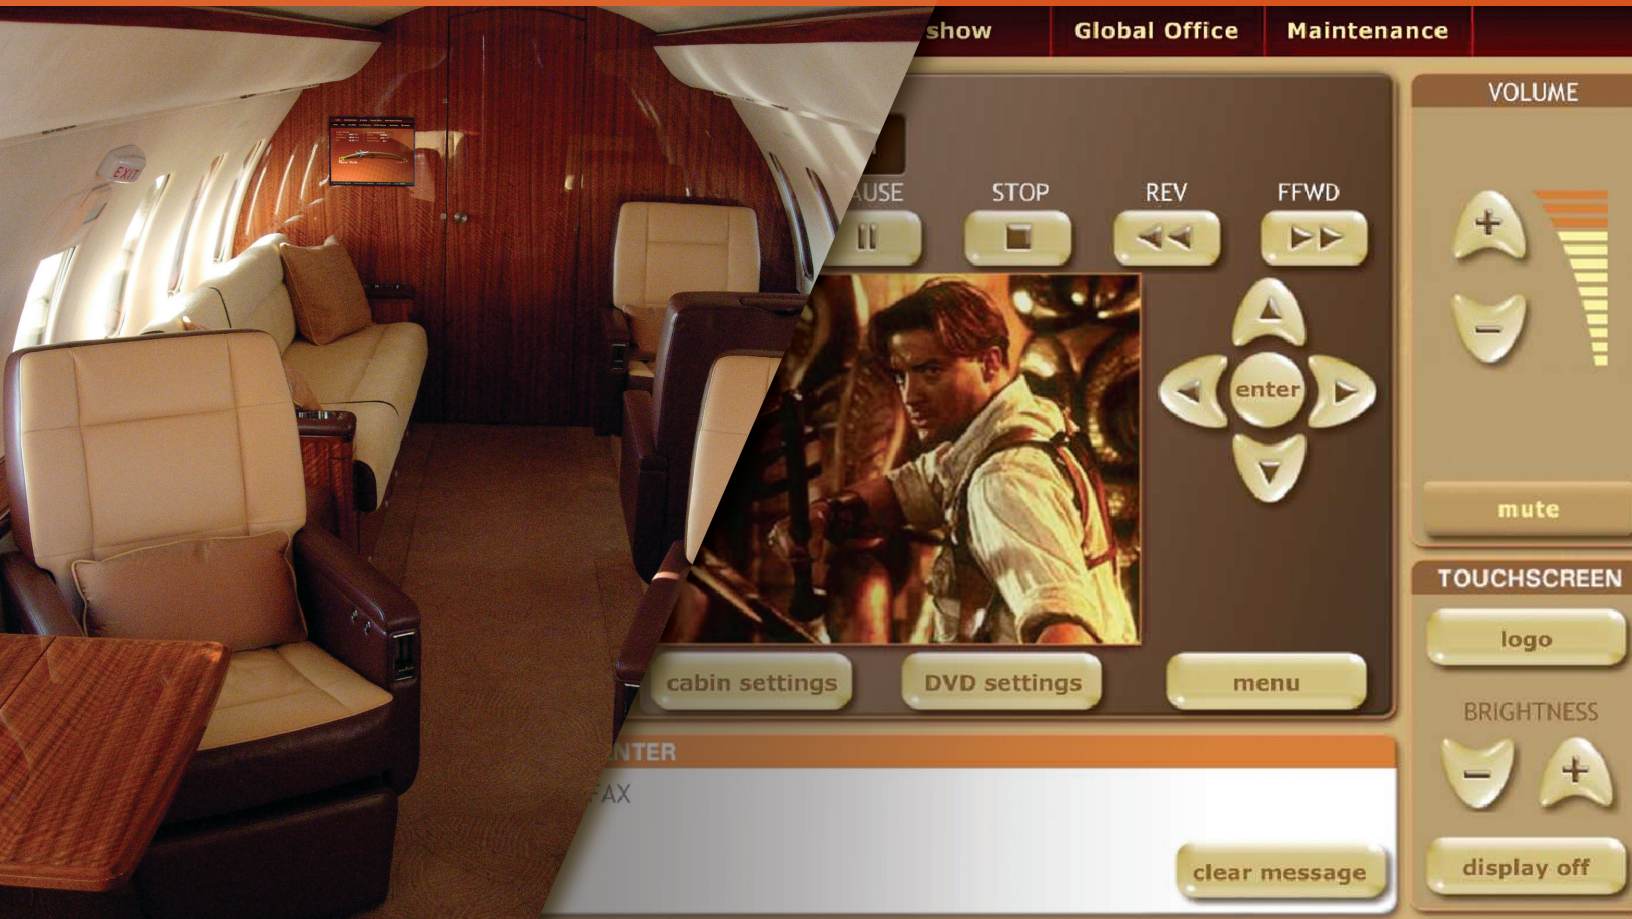 show
Global Office
Maintenance
VOLUME
EXIT
AUSE
STOP
REV
FFWD
enter
mute
TOUCHSCREEN
logo
cabin settings
DVD settings
menu
BRIGHTNESS
NTER
FAX
clear message
display off